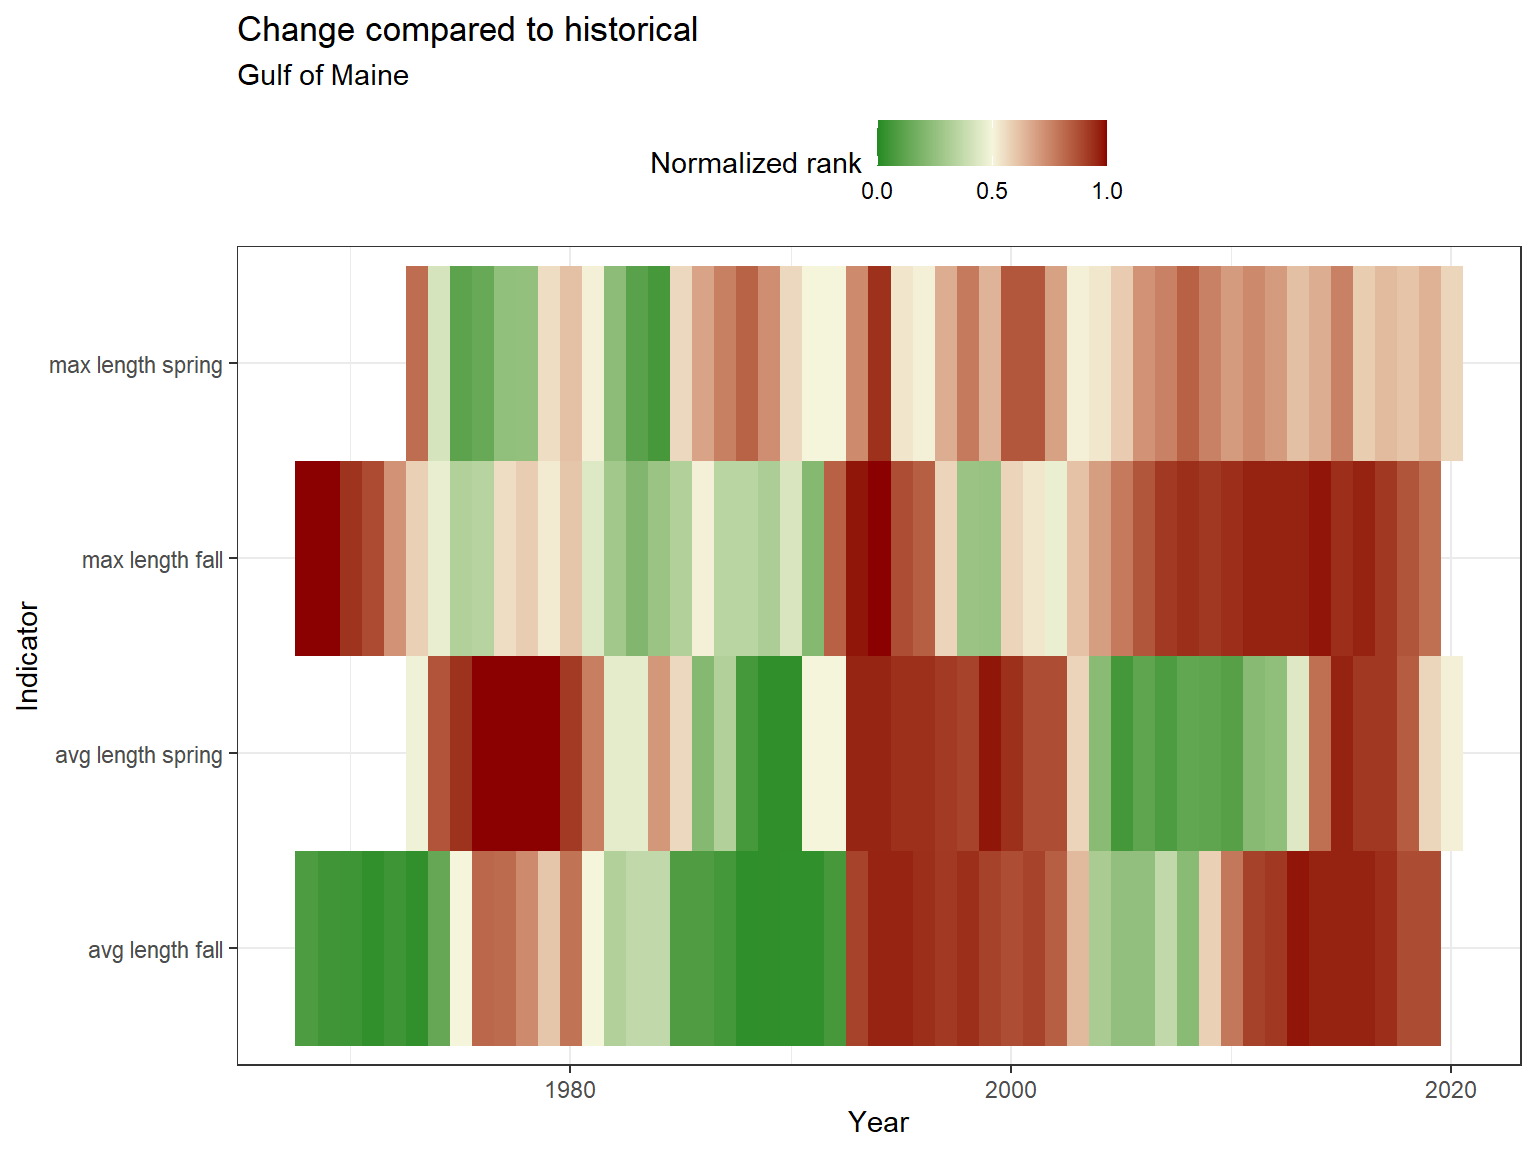 Change compared to historical
Gulf of Maine
Normalized rank
0.0 0.5 1.0
max length spring
max length fall
avg length spring
avg length fall
Indicator
1980 2000 2020
Year